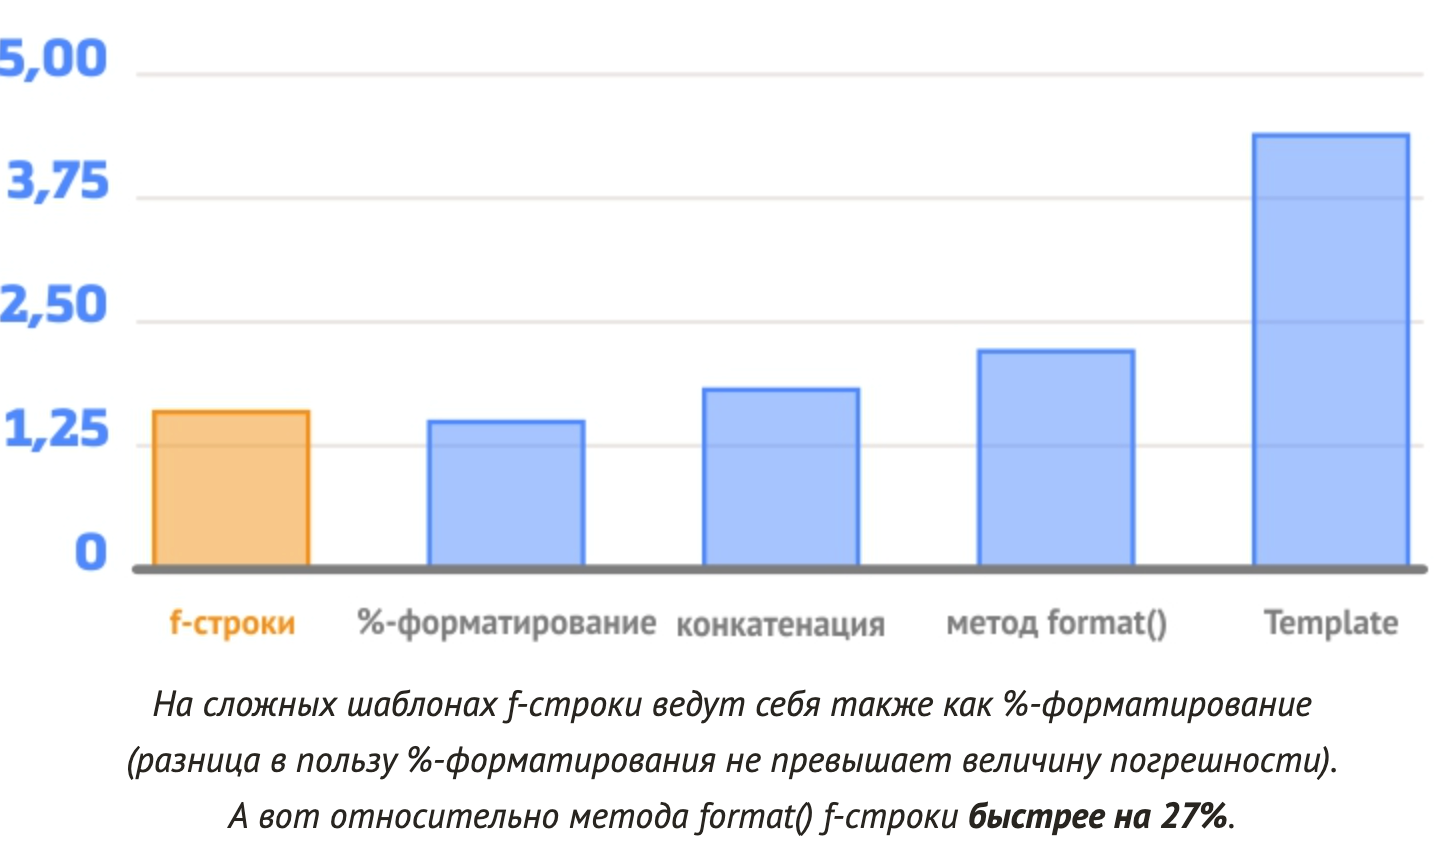 5,00
3,75
2,50
1,25
0
f-строки %-форматирование конкатенация метод format() Template
На сложных шаблонах f-строки ведут себя также как %-форматирование
(разница в пользу %-форматирования не превышает величину погрешности).
А вот относительно метода format() f-строки быстрее на 27%.